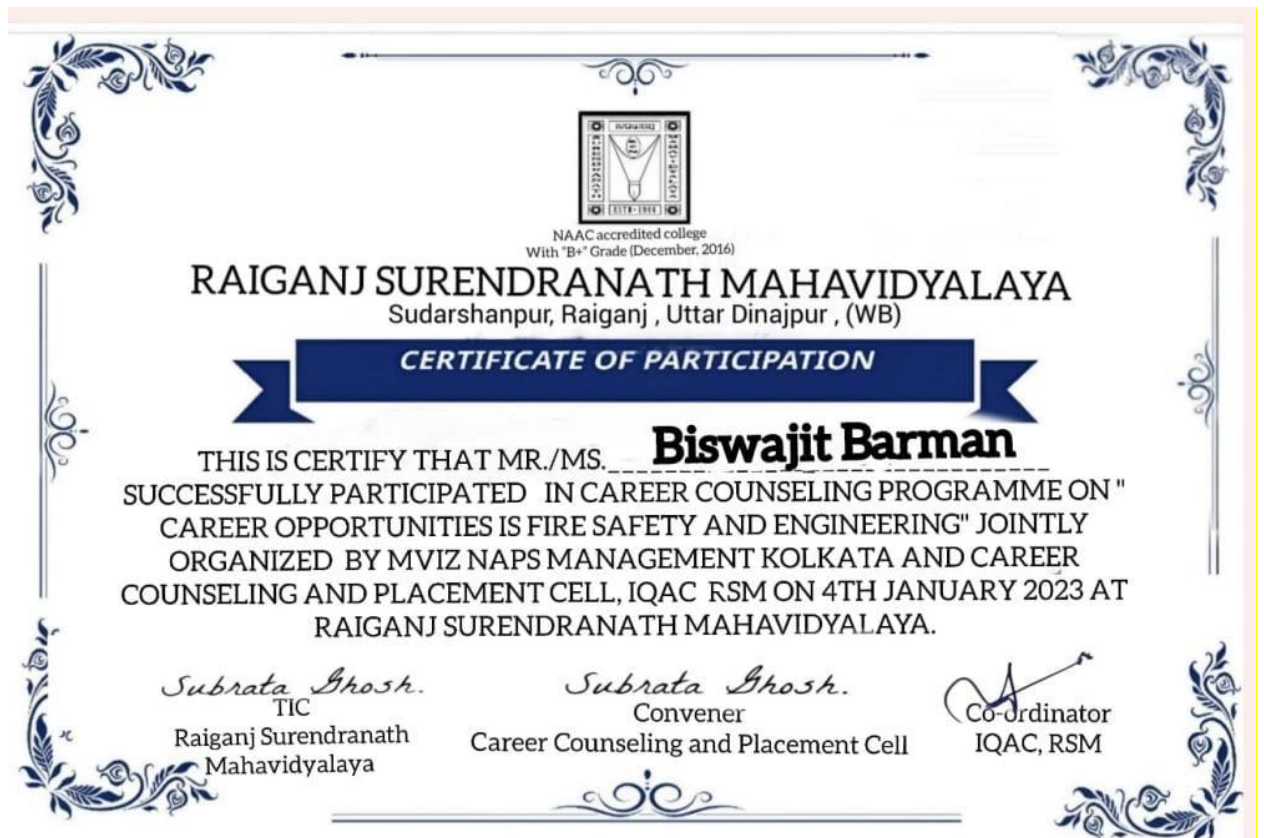 ESTD-1968
NAAC accredited college
With "B+" Grade (December, 2016)
RAIGANJ SURENDRANATH MAHAVIDYALAYA
Sudarshanpur, Raiganj , Uttar Dinajpur , (WB)
CERTIFICATE OF PARTICIPATION
THIS IS CERTIFY THAT MR./MS. Biswajit Barman
SUCCESSFULLY PARTICIPATED IN CAREER COUNSELING PROGRAMME ON "
CAREER OPPORTUNITIES IS FIRE SAFETY AND ENGINEERING" JOINTLY
ORGANIZED BY MVIZ NAPS MANAGEMENT KOLKATA AND CAREER
COUNSELING AND PLACEMENT CELL, IQAC RSM ON 4TH JANUARY 2023 AT
RAIGANJ SURENDRANATH MAHAVIDYALAYA.
Subrata Ghosh. Subrata Ghosh.
TIC Convener Co-ordinator
Raiganj Surendranath Career Counseling and Placement Cell IQAC, RSM
Mahavidyalaya